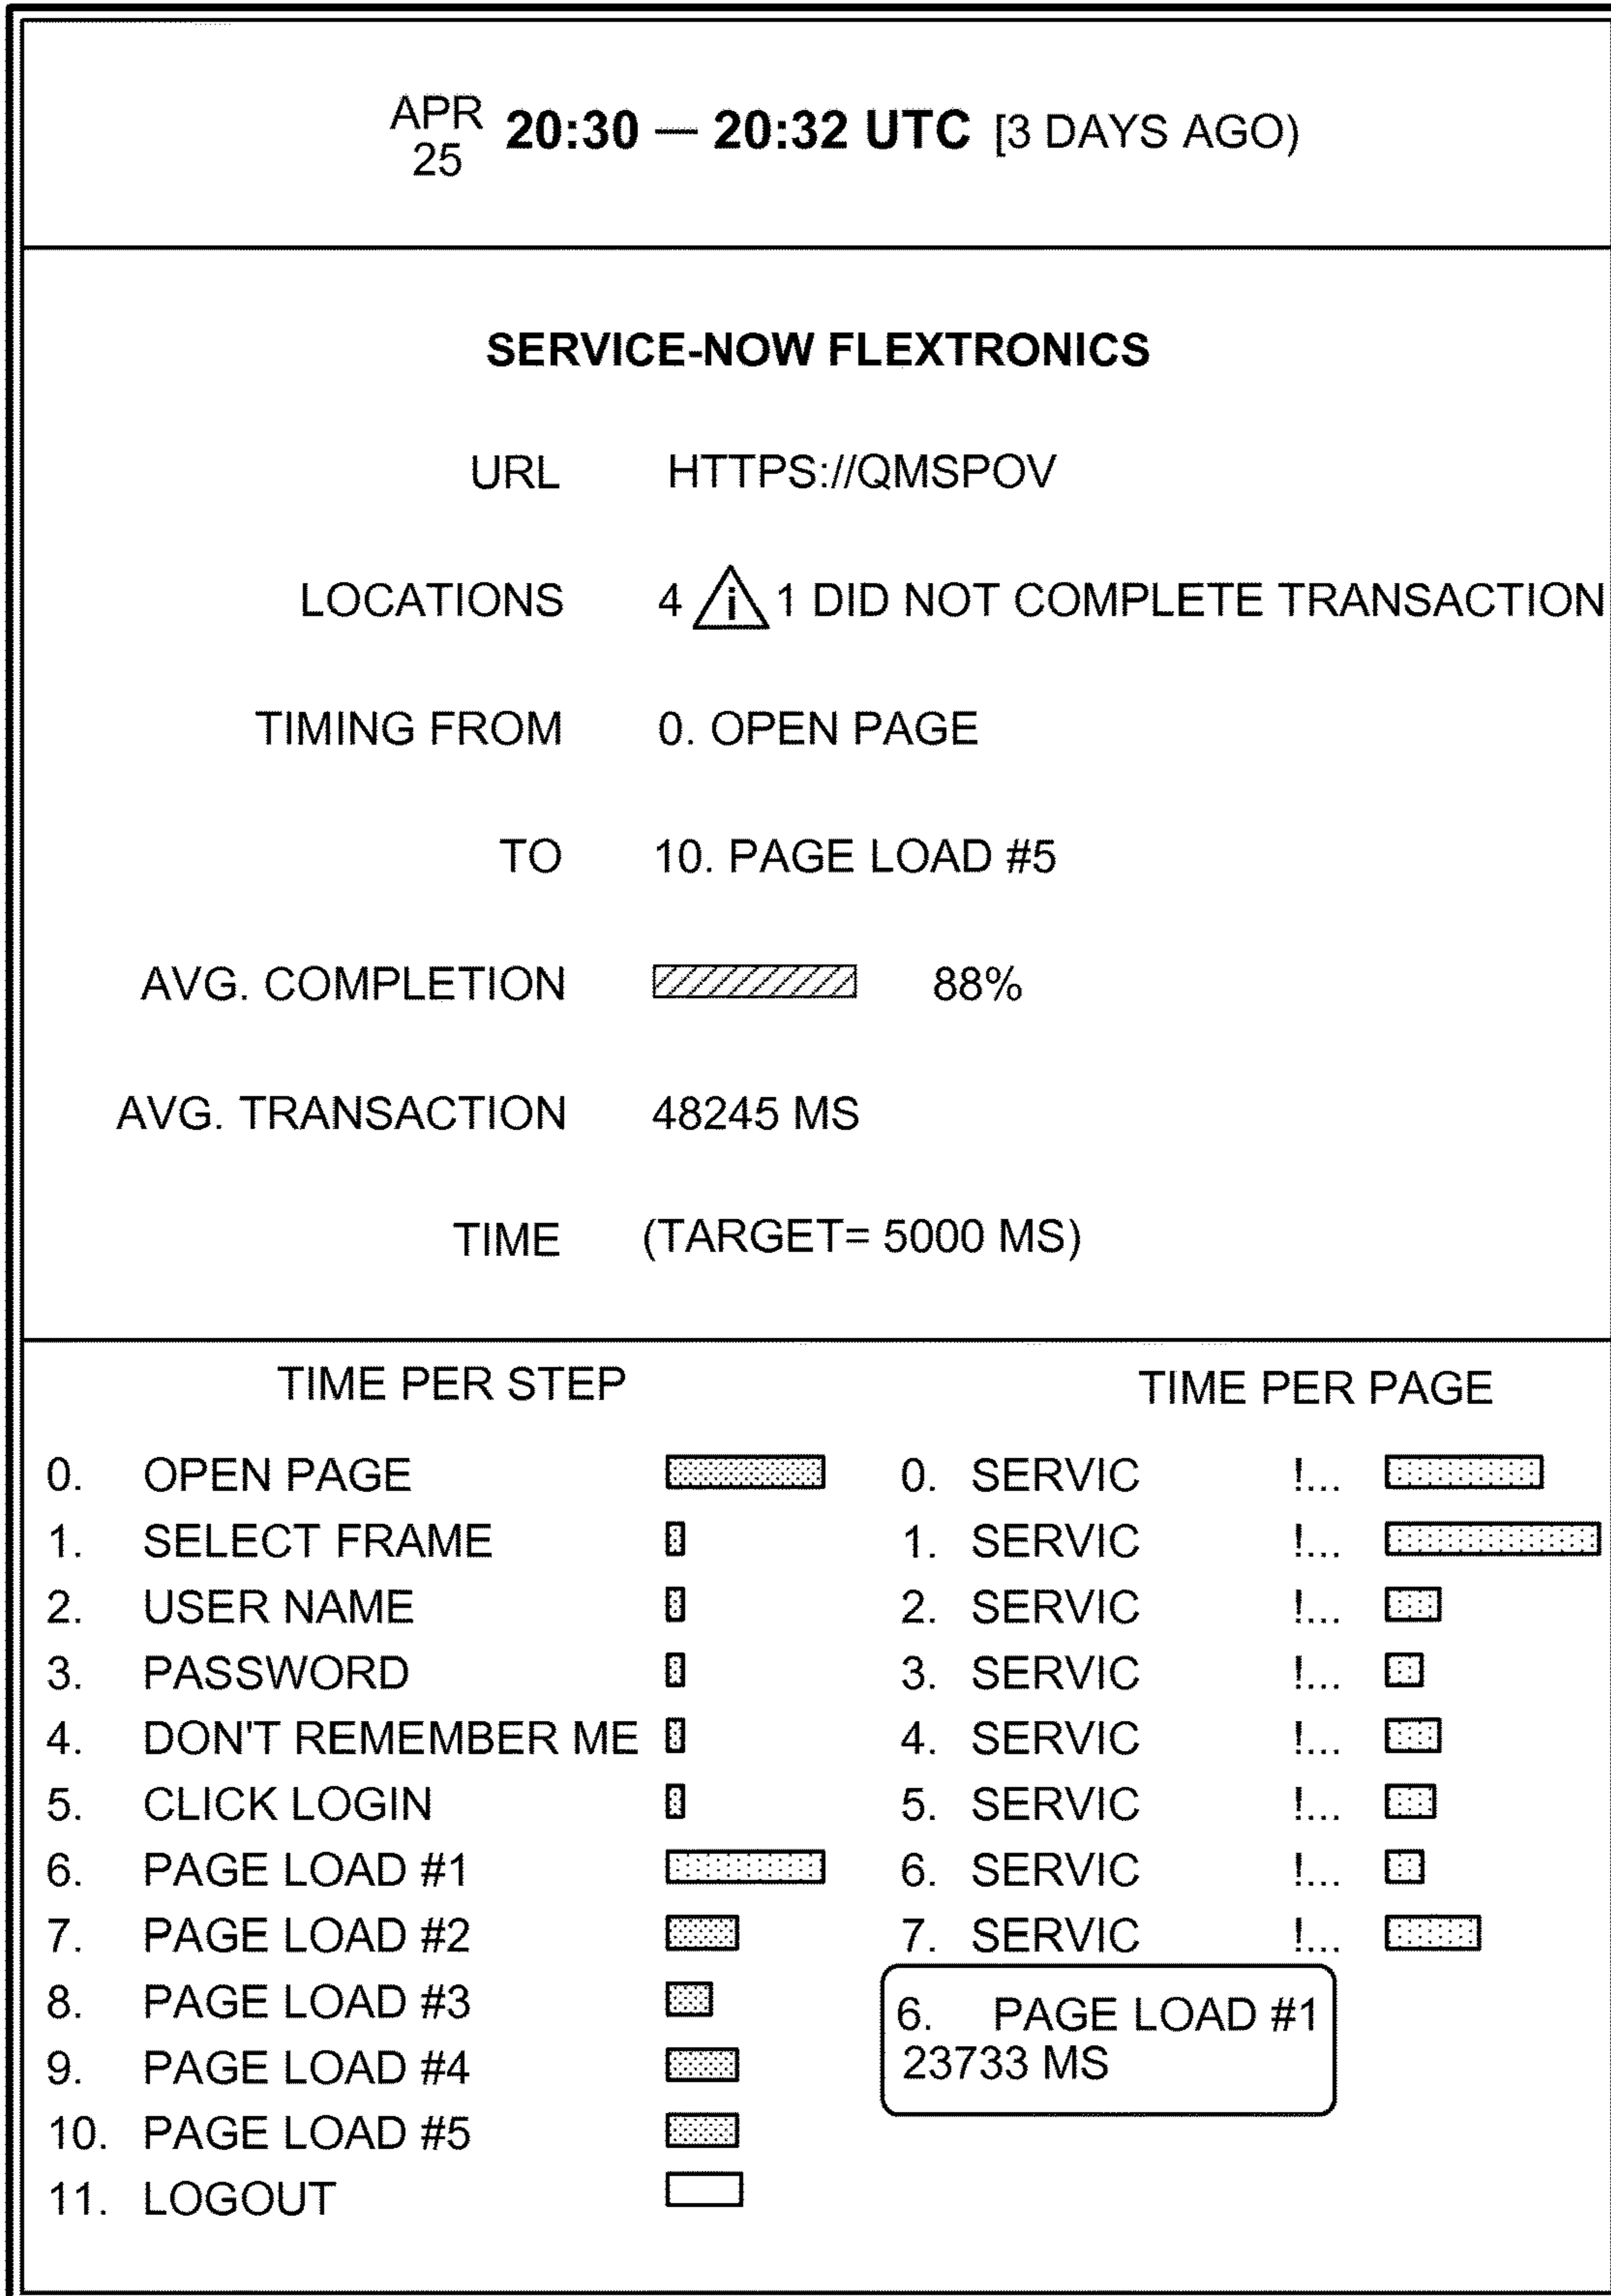 APR
25
20:30 — 20:32 UTC [3 DAYS AGO)
SERVICE-NOW FLEXTRONICS
URL HTTPS://QMSPOV
LOCATIONS 4 i 1 DID NOT COMPLETE TRANSACTION
TIMING FROM 0. OPEN PAGE
TO 10. PAGE LOAD #5
AVG. COMPLETION 88%
AVG. TRANSACTION 48245 MS
TIME (TARGET= 5000 MS)
TIME PER STEP
0. OPEN PAGE
1. SELECT FRAME
2. USER NAME
3. PASSWORD
4. DON'T REMEMBER ME
5. CLICK LOGIN
6. PAGE LOAD #1
7. PAGE LOAD #2
8. PAGE LOAD #3
9. PAGE LOAD #4
10. PAGE LOAD #5
11. LOGOUT
TIME PER PAGE
0. SERVIC !...
1. SERVIC !...
2. SERVIC !...
3. SERVIC !...
4. SERVIC !...
5. SERVIC !...
6. SERVIC !...
7. SERVIC !...
6. PAGE LOAD #1
23733 MS